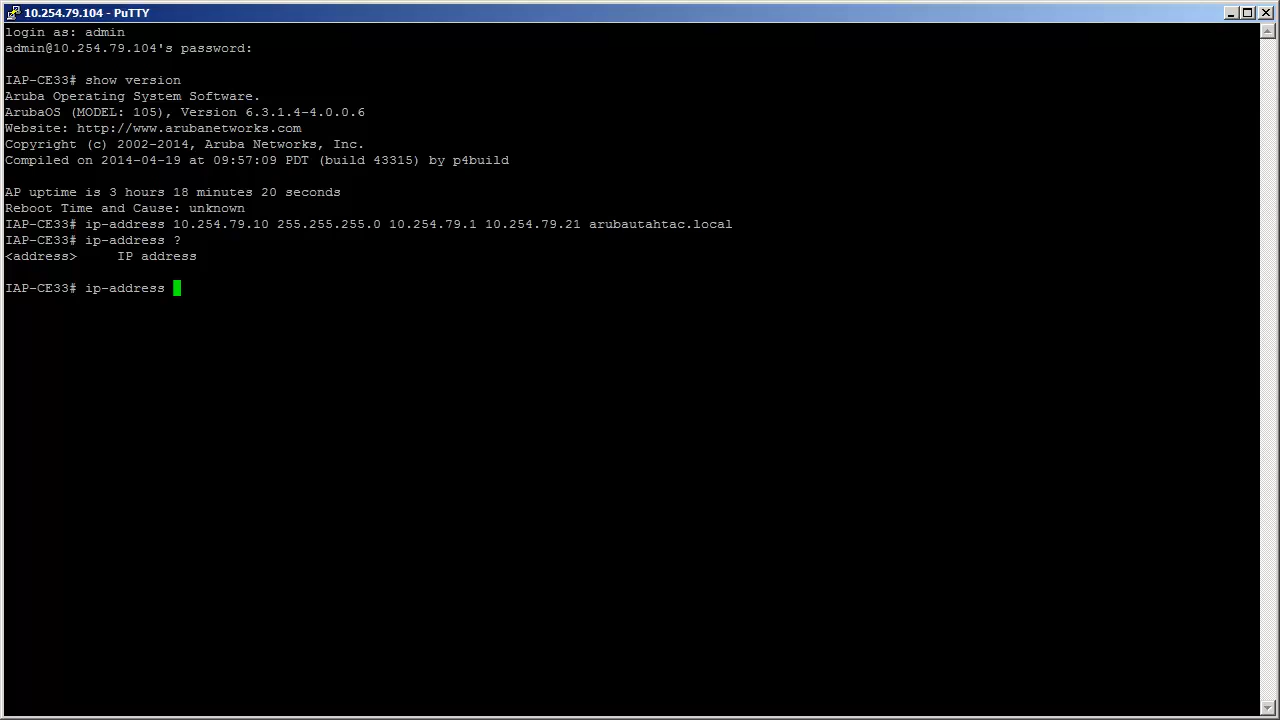 10.254.79.104 - PuTTY
login as: admin
admin@10.254.79.104's password:
IAP-CE33# show version
Aruba Operating System Software.
ArubaOS (MODEL: 105), Version 6.3.1.4-4.0.0.6
Website: http://www.arubanetworks.com
Copyright (c) 2002-2014, Aruba Networks, Inc.
Compiled on 2014-04-19 at 09:57:09 PDT (build 43315) by p4build
AP uptime is 3 hours 18 minutes 20 seconds
Reboot Time and Cause: unknown
IAP-CE33# ip-address 10.254.79.10 255.255.255.0 10.254.79.1 10.254.79.21 arubautahtac.local
IAP-CE33# ip-address ?
<address>     IP address
IAP-CE33# ip-address